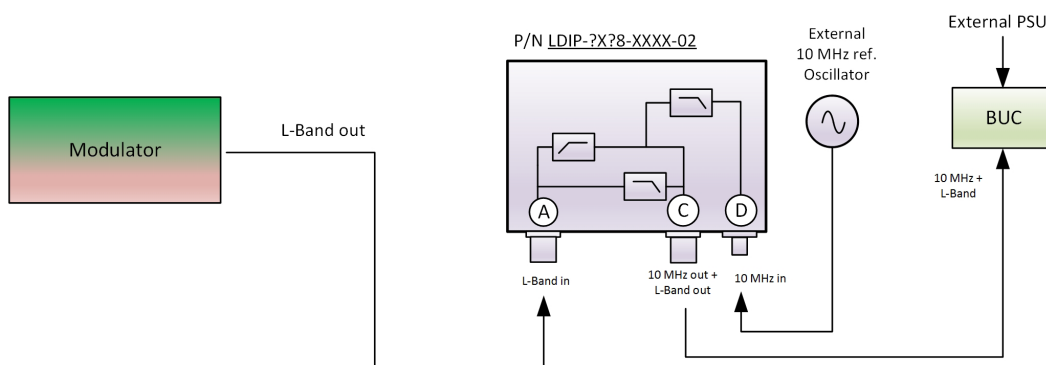 External PSU
P/N LDIP-?X?8-XXXX-02
External
10 MHz ref.
Oscillator
L-Band out
Modulator
BUC
10 MHz +
L-Band
A
C
D
L-Band in
10 MHz out +
L-Band out
10 MHz in